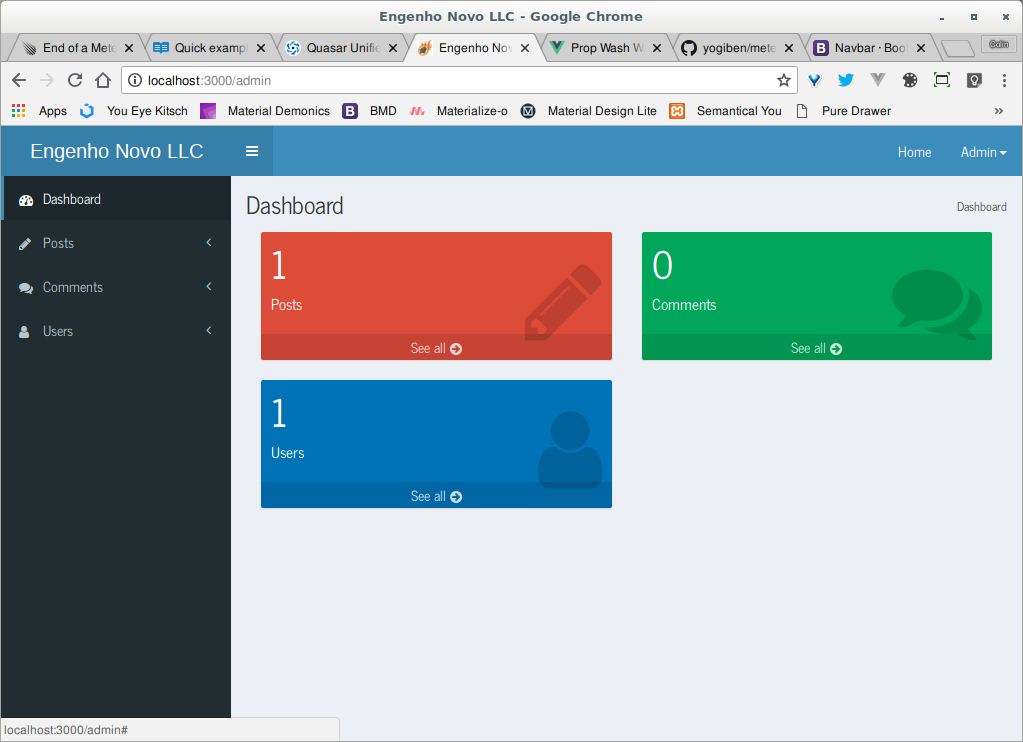 Engenho Novo LLC - Google Chrome
End of a Mete
Quick exampl
Quasar Unifie
Engenho Nov
Prop Wash W
yogiben/mete
Navbar · Boot
Colin
localhost:3000/admin
Apps
You Eye Kitsch
Material Demonics
BMD
Materialize-o
Material Design Lite
Semantical You
Pure Drawer
»
Engenho Novo LLC
Home
Admin
Dashboard
Posts
Comments
Users
Dashboard
Dashboard
1
Posts
See all
0
Comments
See all
1
Users
See all
localhost:3000/admin#